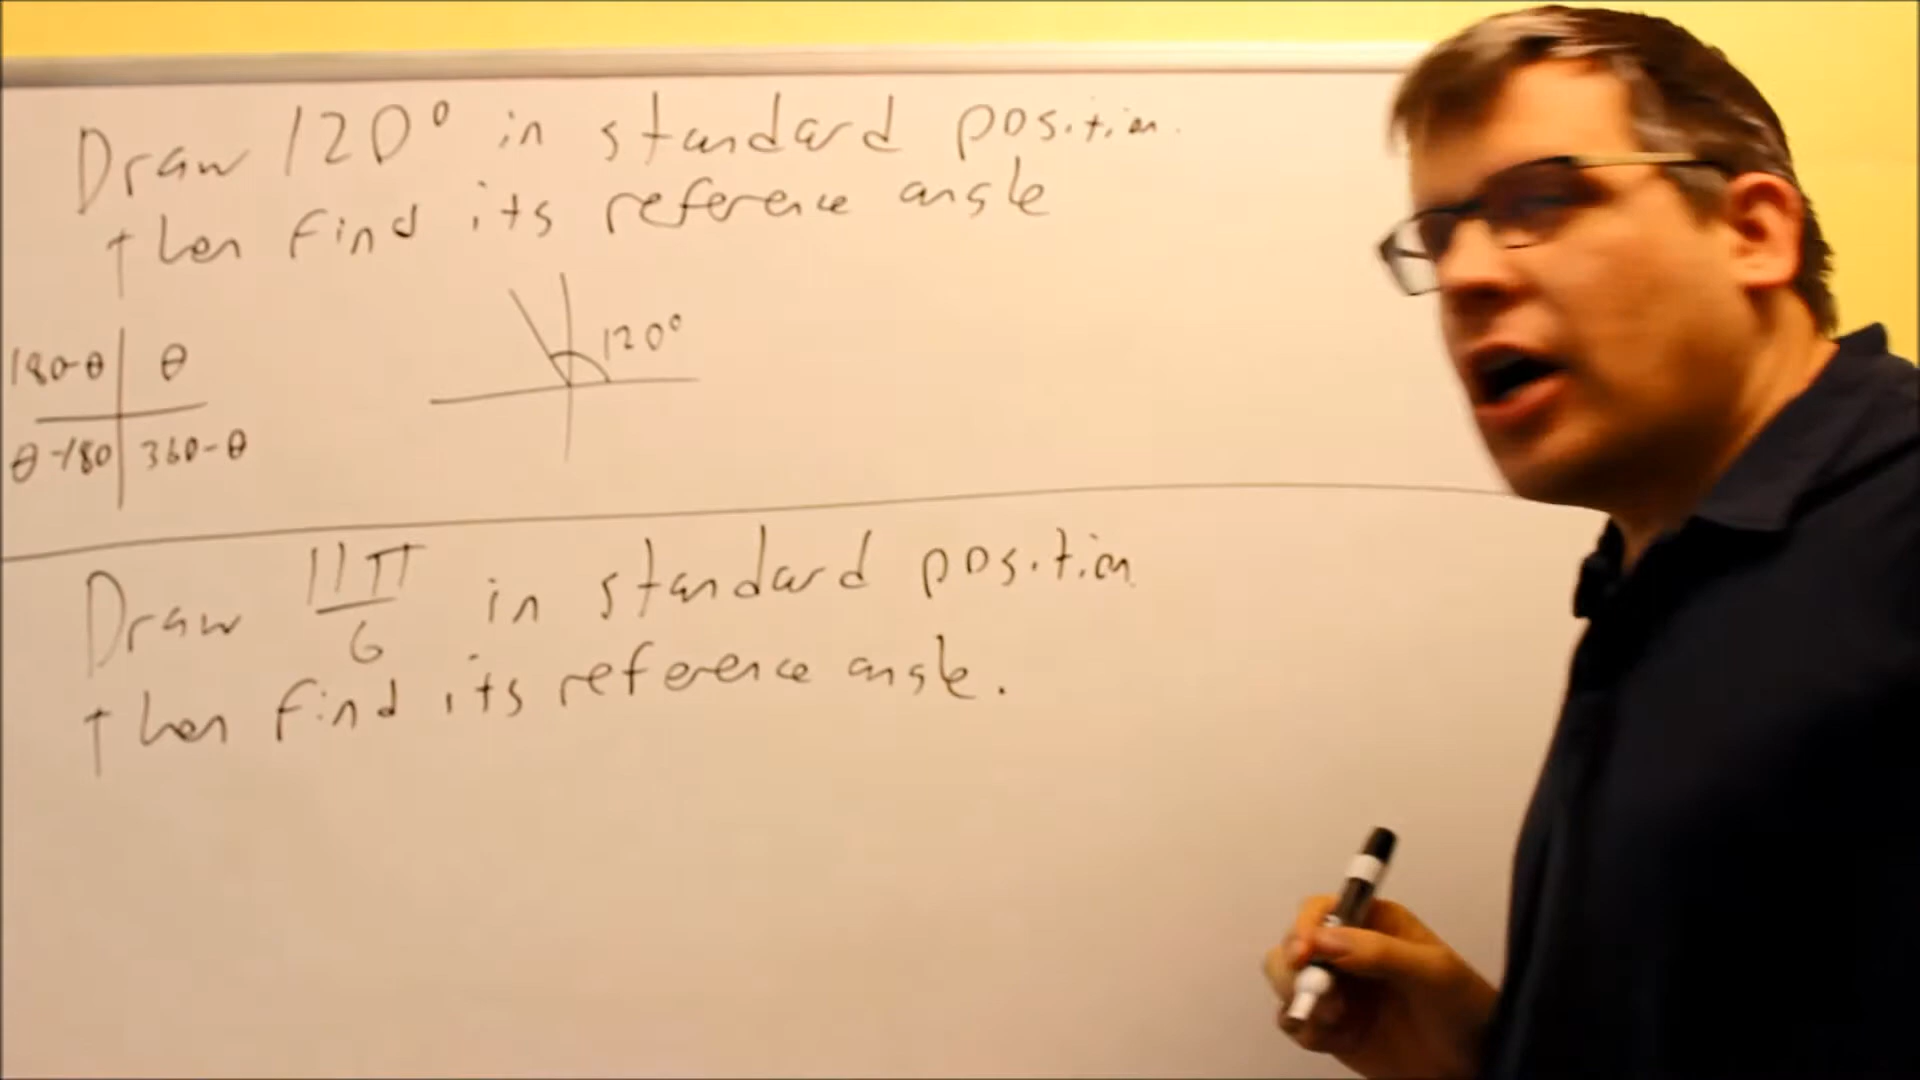 Draw 120° in standard position.
then find its reference angle
180-θ θ
θ-180 360-θ
120°
Draw 11π/6 in standard position
then find its reference angle.